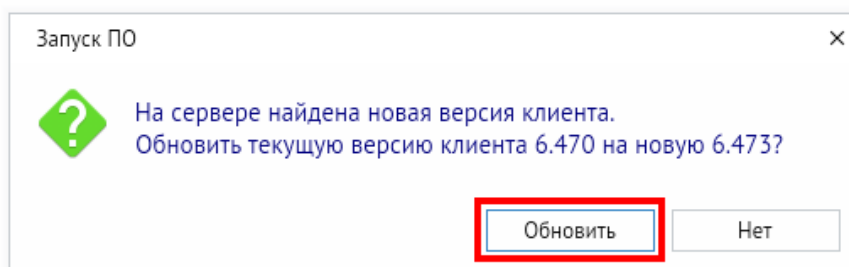 Запуск ПО
На сервере найдена новая версия клиента.
Обновить текущую версию клиента 6.470 на новую 6.473?
Обновить Нет